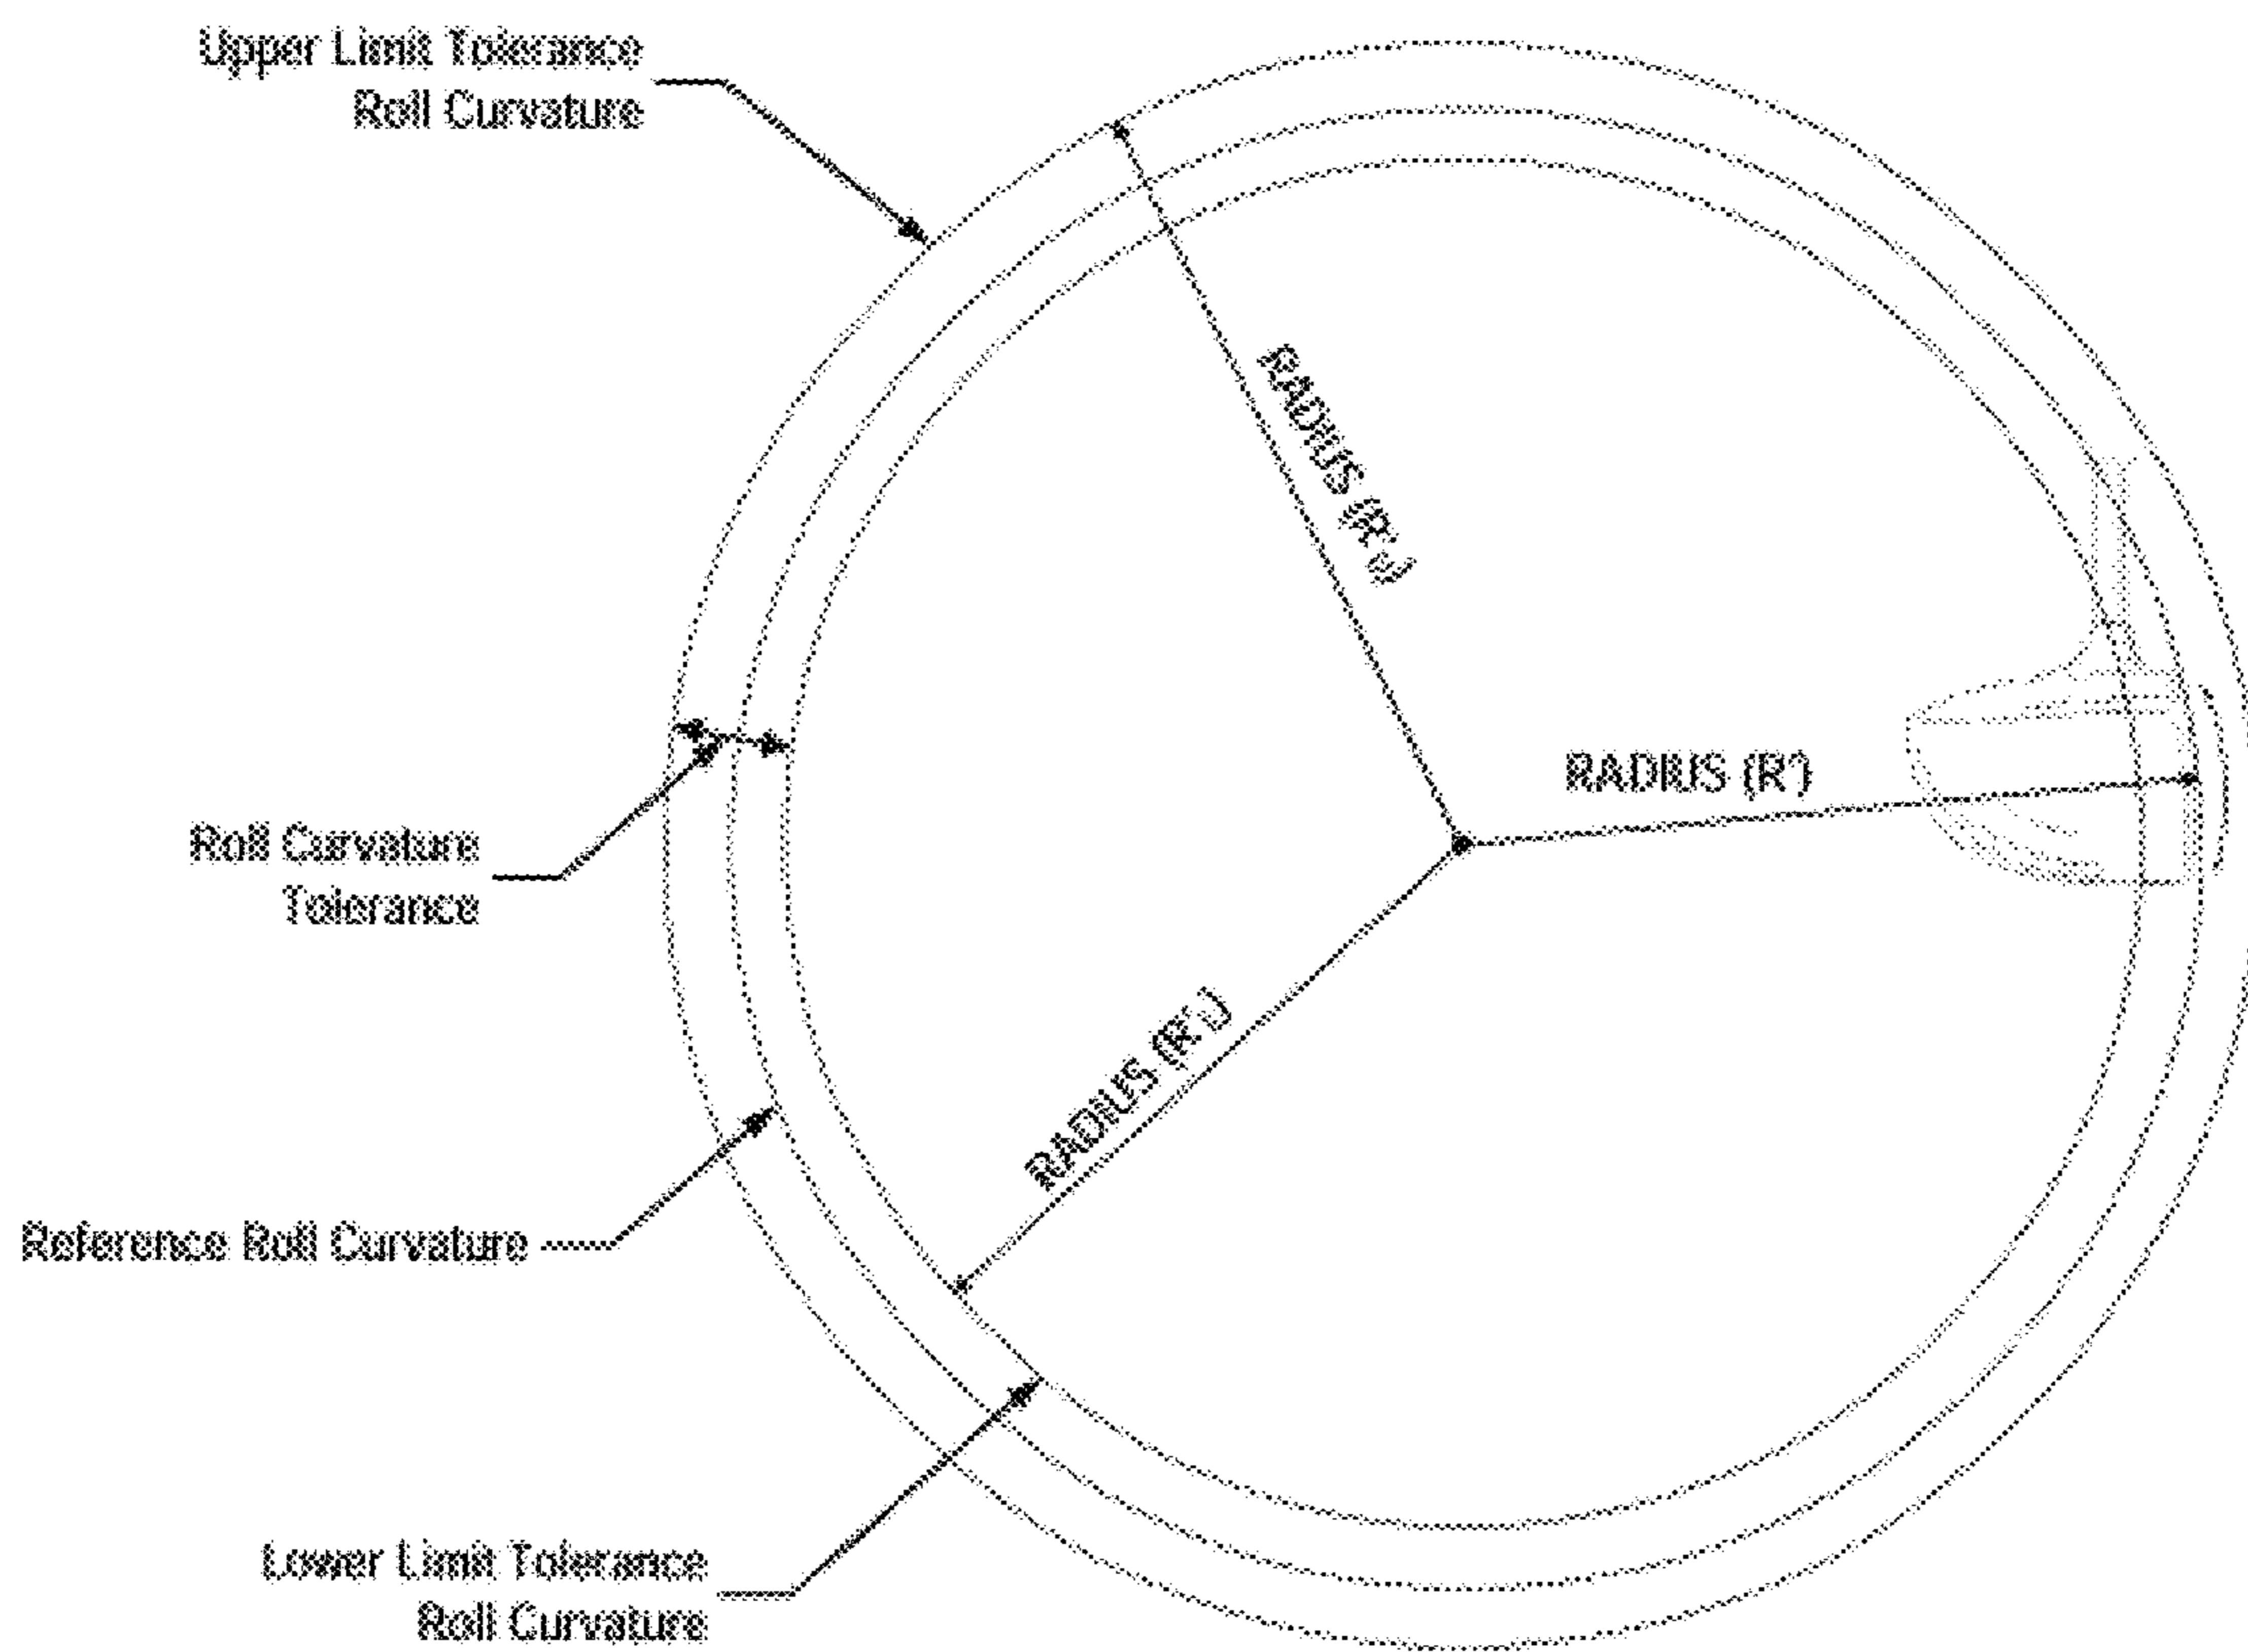 Upper Limit Tolerance
Roll Curvature
RADIUS (R'
RADIUS (R')
Roll Curvature
Tolerance
RADIUS (R'
Reference Roll Curvature
Lower Limit Tolerance
Roll Curvature